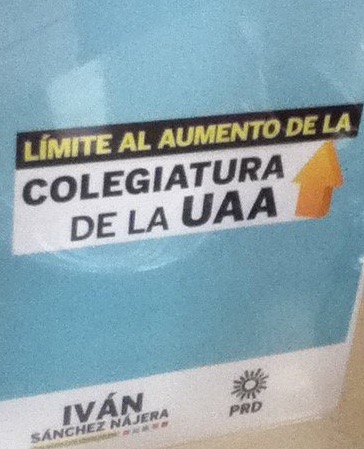 LÍMITE AL AUMENTO DE LA
COLEGIATURA
DE LA UAA
IVÁN
SÁNCHEZ NÁJERA
PRD